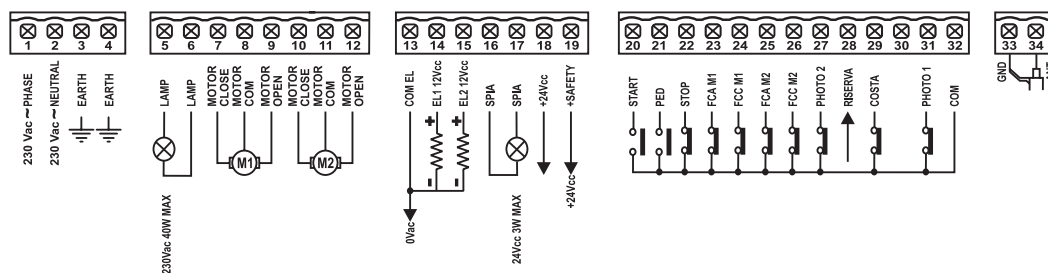 1 2 3 4
5 6 7 8 9 10 11 12
13 14 15 16 17 18 19
20 21 22 23 24 25 26 27 28 29 30 31 32
33 34
230 Vac ~ PHASE
230 Vac ~ NEUTRAL
EARTH
EARTH
LAMP
LAMP
MOTOR CLOSE
MOTOR COM
MOTOR OPEN
MOTOR CLOSE
MOTOR COM
MOTOR OPEN
M1
M2
230Vac 40W MAX
COM EL
EL1 12Vcc
EL2 12Vcc
SPIA
SPIA
+24Vcc
+SAFETY
+ +
- -
0Vac
24Vcc 3W MAX
+24Vcc
START
PED
STOP
FCA M1
FCC M1
FCA M2
FCC M2
PHOTO 2
RISERVA
COSTA
PHOTO 1
COM
GND